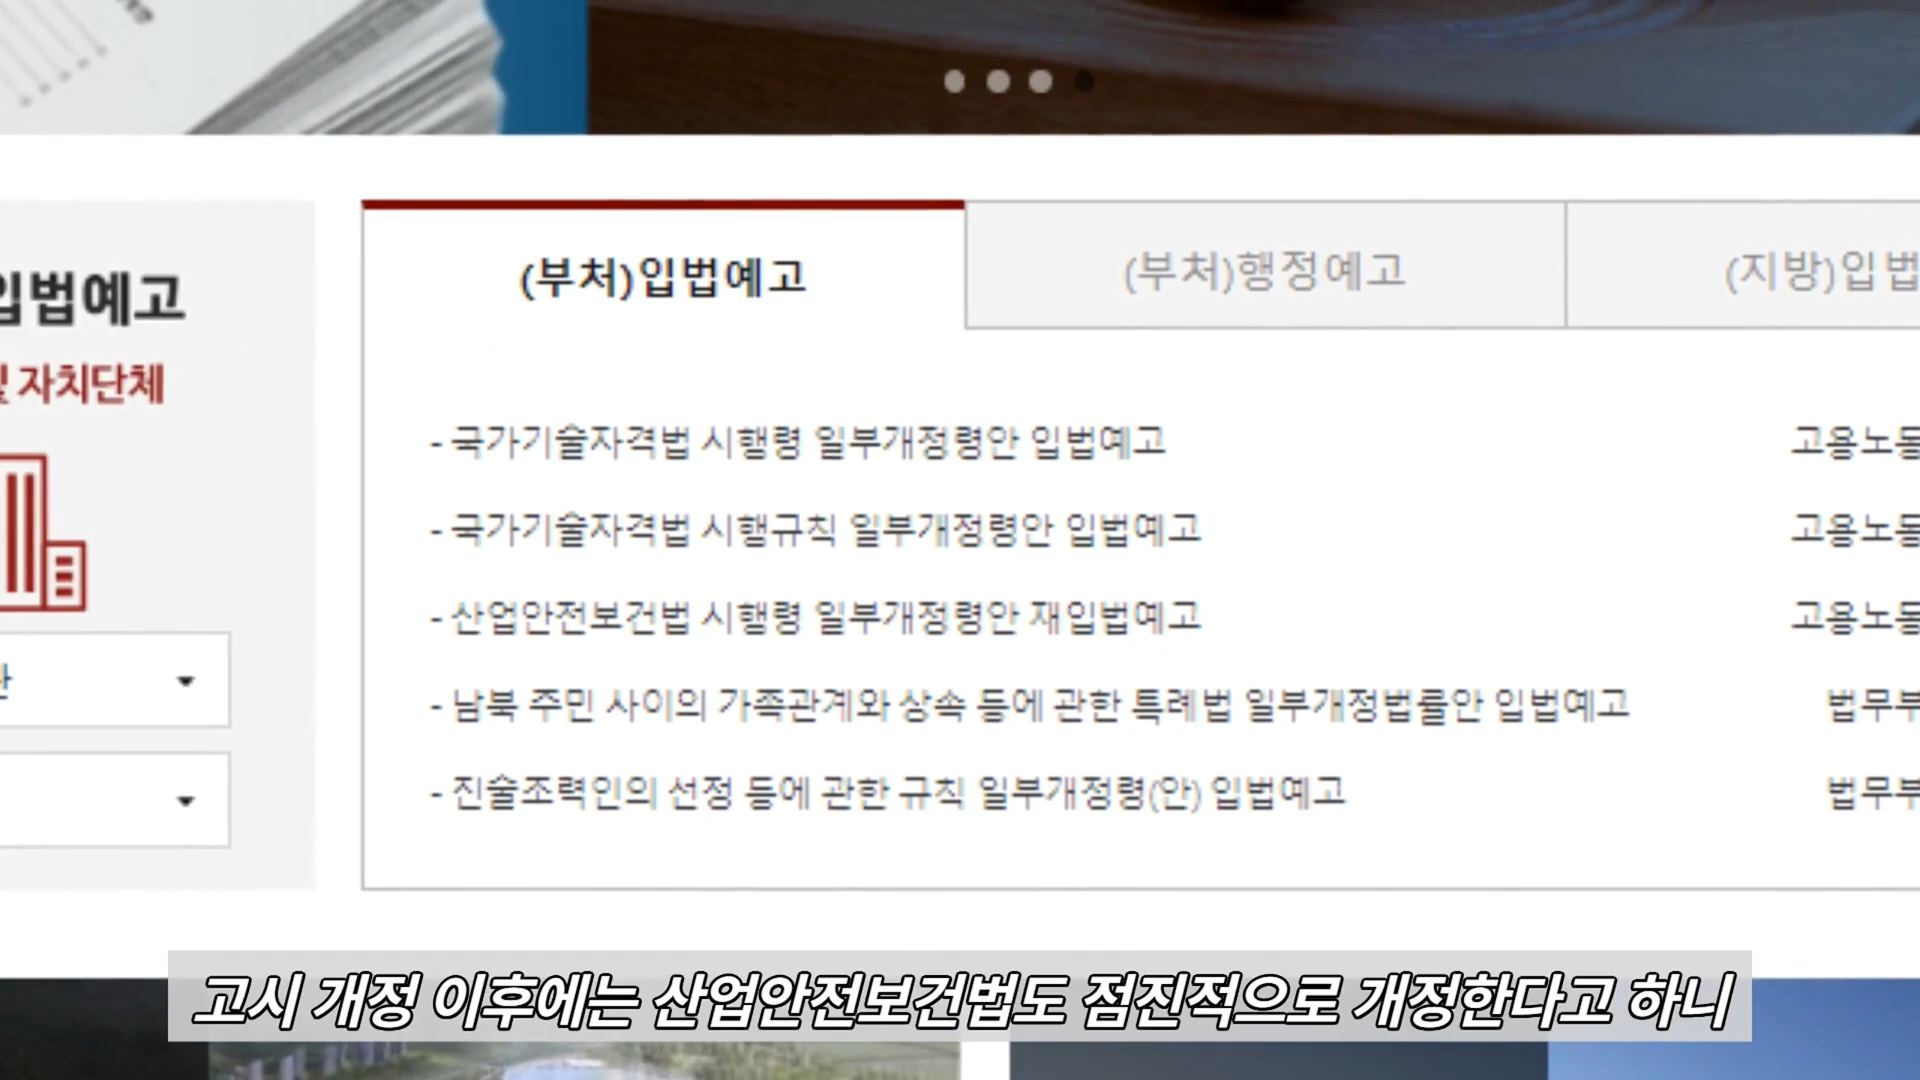 (부처)입법예고
(부처)행정예고
(지방)입법
입법예고
및 자치단체
- 국가기술자격법 시행령 일부개정령안 입법예고
고용노동
- 국가기술자격법 시행규칙 일부개정령안 입법예고
고용노동
- 산업안전보건법 시행령 일부개정령안 재입법예고
고용노동
- 남북 주민 사이의 가족관계와 상속 등에 관한 특례법 일부개정법률안 입법예고
법무부
- 진술조력인의 선정 등에 관한 규칙 일부개정령(안) 입법예고
법무부
고시 개정 이후에는 산업안전보건법도 점진적으로 개정한다고 하니